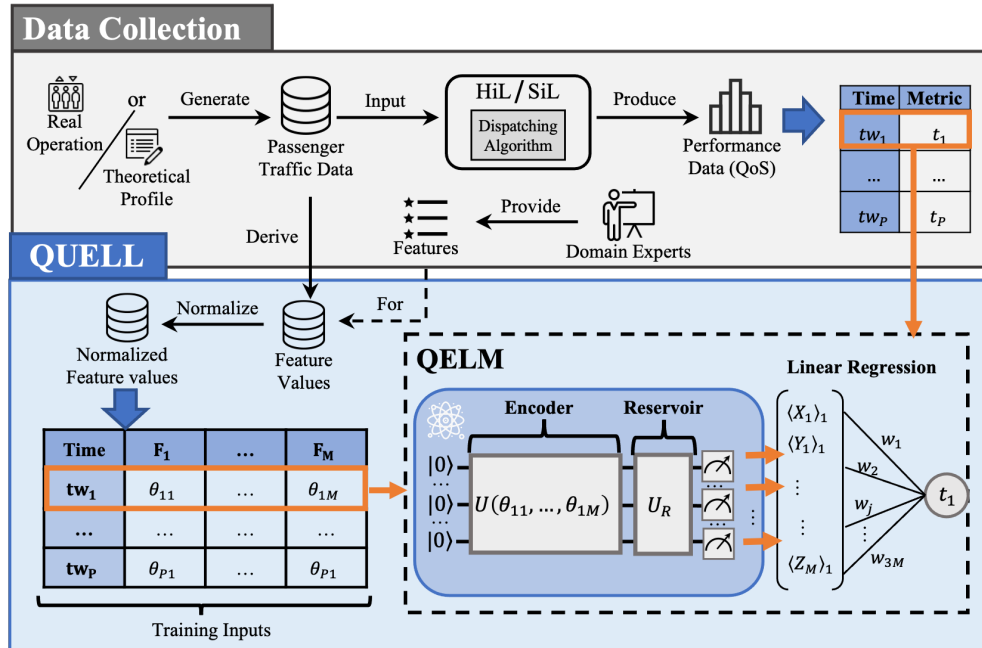 Data Collection
Real
Operation
or
Theoretical
Profile
Generate
Passenger
Traffic Data
Input
HiL / SiL
Dispatching
Algorithm
Produce
Performance
Data (QoS)
Time Metric
tw₁ t₁
... ...
tw_P t_P
Derive
Features
Provide
Domain Experts
QUELL
Normalized
Feature values
Normalize
Feature
Values
For
Time F₁ ... F_M
tw₁ θ₁₁ ... θ₁M
... ... ... ...
tw_P θ_P1 ... θ_P1
Training Inputs
QELM
Encoder
Reservoir
|0⟩
...
|0⟩
...
|0⟩
U(θ₁₁, ..., θ₁M)
U_R
...
...
⋮
Linear Regression
⟨X₁⟩₁
⟨Y₁⟩₁
⋮
⋮
⟨Z_M⟩₁
w₁
w₂
w_j
⋮
w₃M
t₁